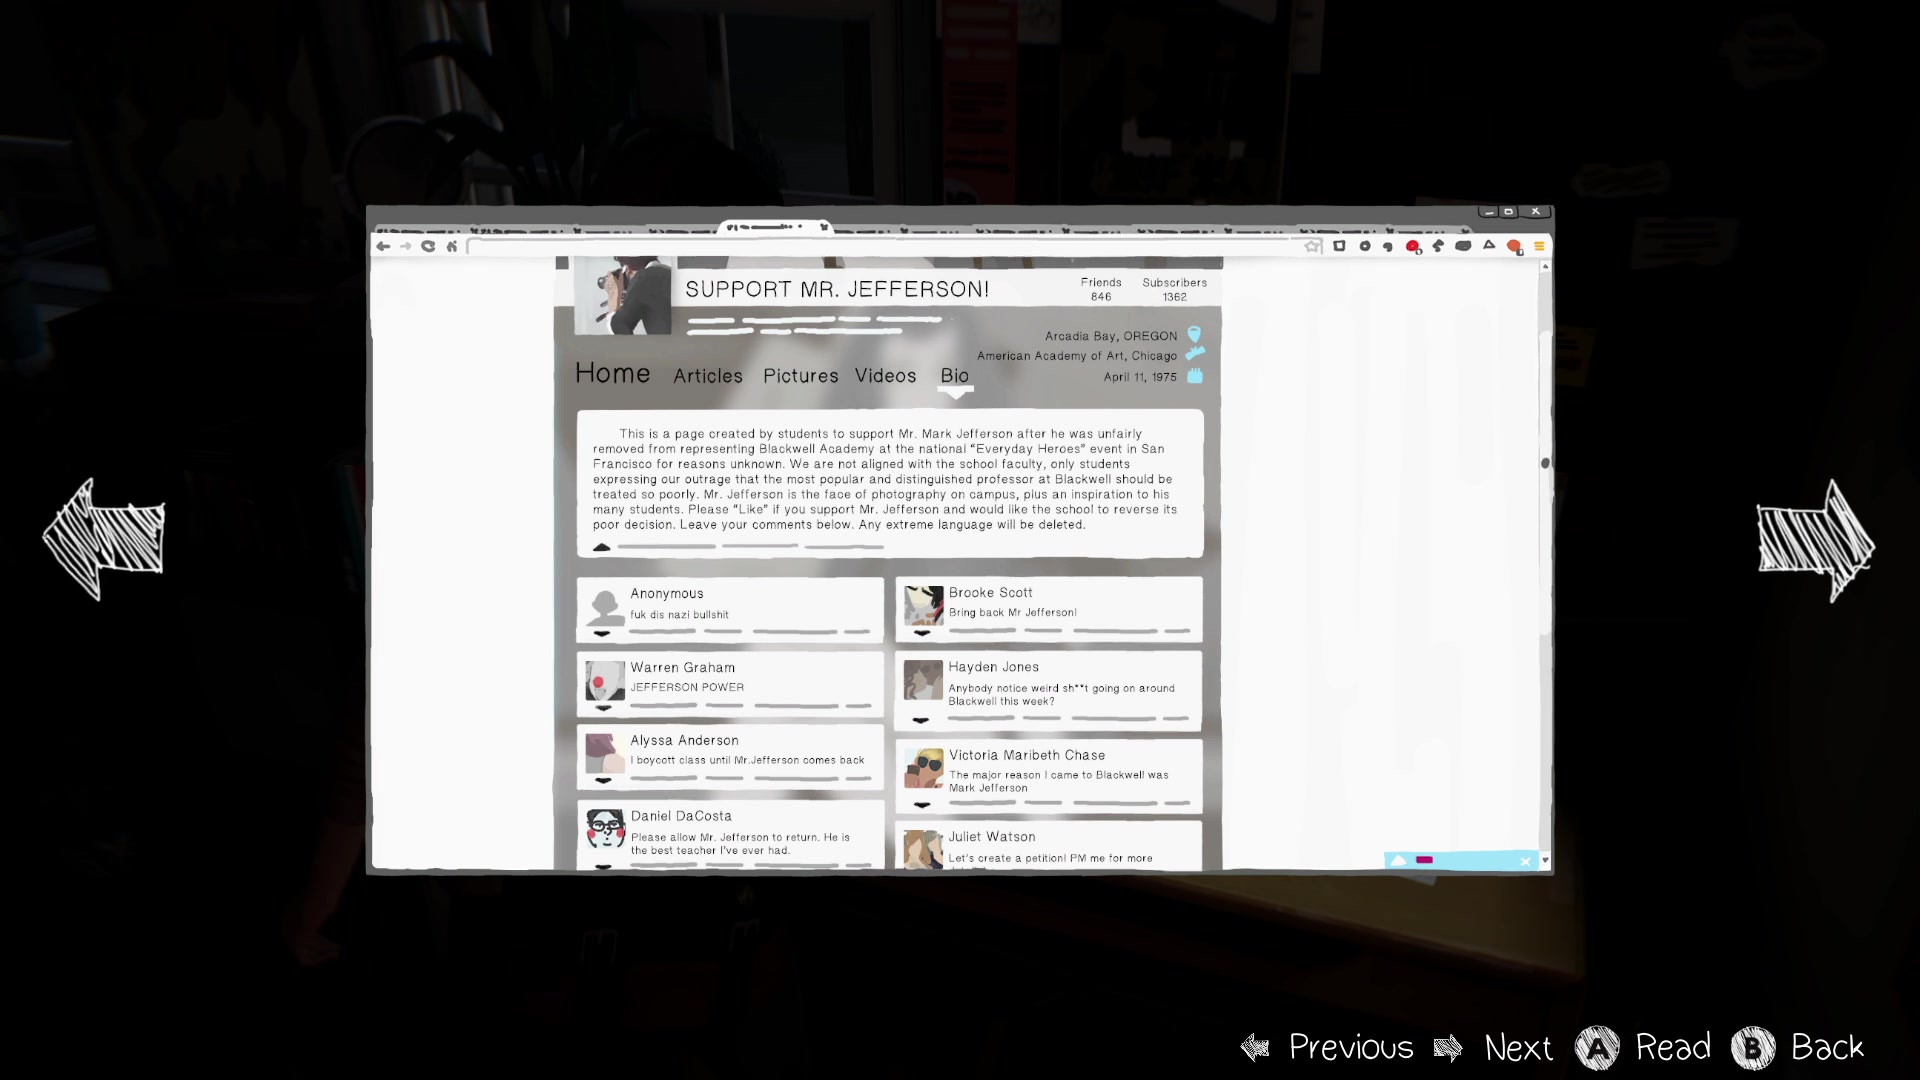 SUPPORT MR. JEFFERSON!
Friends
846
Subscribers
1362
Arcadia Bay, OREGON
American Academy of Art, Chicago
April 11, 1975
Home Articles Pictures Videos Bio
This is a page created by students to support Mr. Mark Jefferson after he was unfairly
removed from representing Blackwell Academy at the national “Everyday Heroes” event in San
Francisco for reasons unknown. We are not aligned with the school faculty, only students
expressing our outrage that the most popular and distinguished professor at Blackwell should be
treated so poorly. Mr. Jefferson is the face of photography on campus, plus an inspiration to his
many students. Please “Like” if you support Mr. Jefferson and would like the school to reverse its
poor decision. Leave your comments below. Any extreme language will be deleted.
Anonymous
fuk dis nazi bullshit
Warren Graham
JEFFERSON POWER
Alyssa Anderson
I boycott class until Mr.Jefferson comes back
Daniel DaCosta
Please allow Mr. Jefferson to return. He is
the best teacher I've ever had.
Brooke Scott
Bring back Mr Jefferson!
Hayden Jones
Anybody notice weird sh**t going on around
Blackwell this week?
Victoria Maribeth Chase
The major reason I came to Blackwell was
Mark Jefferson
Juliet Watson
Let's create a petition! PM me for more
Previous Next A Read B Back